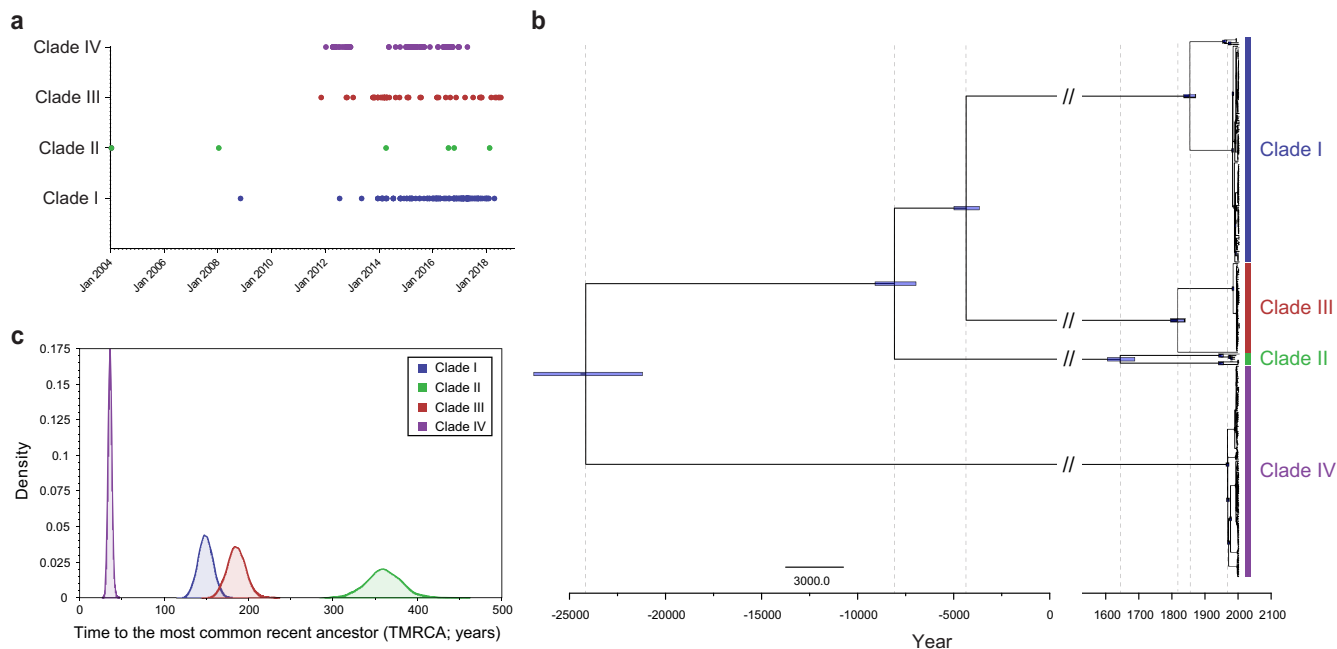 a
Clade IV
Clade III
Clade II
Clade I
Jan 2004
Jan 2006
Jan 2008
Jan 2010
Jan 2012
Jan 2014
Jan 2016
Jan 2018
b
//
//
//
//
Clade I
Clade III
Clade II
Clade IV
3000.0
-25000 -20000 -15000 -10000 -5000 0 1600 1700 1800 1900 2000 2100
Year
c
Density
0.175
0.15
0.125
0.1
0.075
0.05
0.025
0
0 50 100 200 300 400 500
Clade I
Clade II
Clade III
Clade IV
Time to the most common recent ancestor (TMRCA; years)